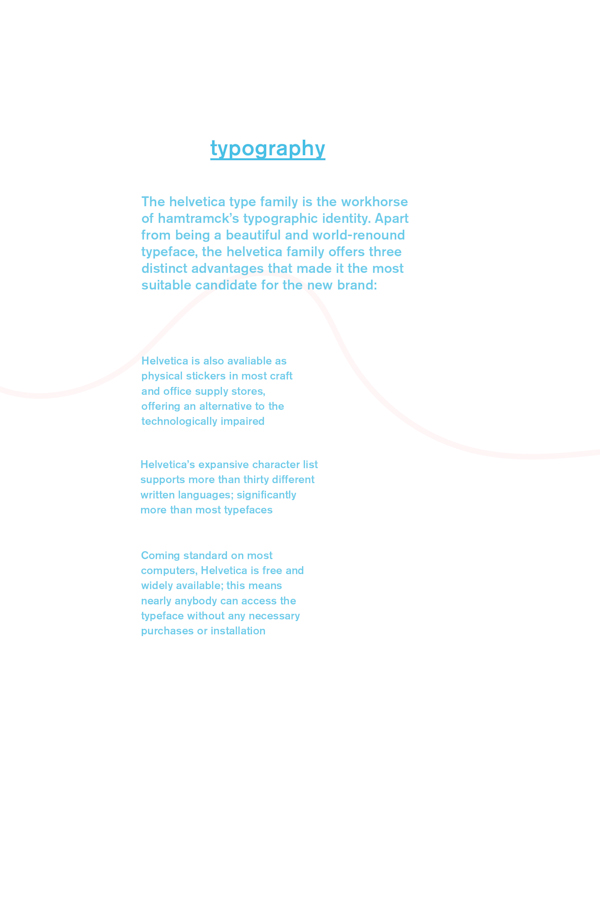 typography
The helvetica type family is the workhorse
of hamtramck's typographic identity. Apart
from being a beautiful and world-renound
typeface, the helvetica family offers three
distinct advantages that made it the most
suitable candidate for the new brand:
Helvetica is also avaliable as
physical stickers in most craft
and office supply stores,
offering an alternative to the
technologically impaired
Helvetica's expansive character list
supports more than thirty different
written languages; significantly
more than most typefaces
Coming standard on most
computers, Helvetica is free and
widely available; this means
nearly anybody can access the
typeface without any necessary
purchases or installation